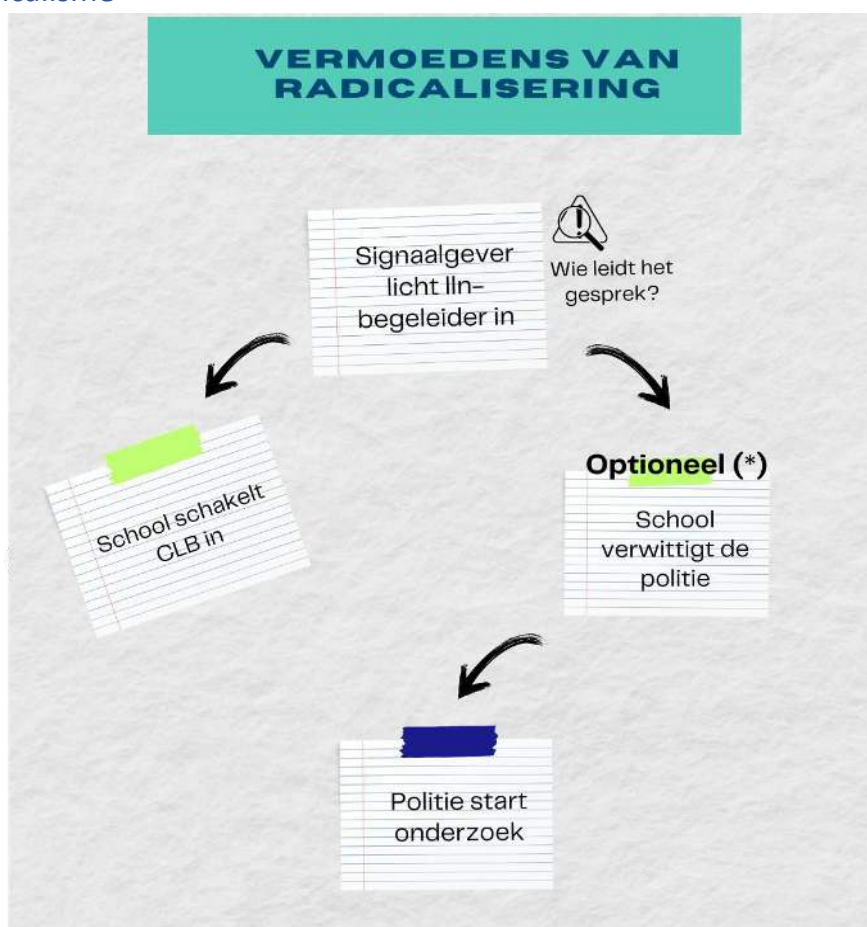 VERMOEDENS VAN
RADICALISERING
Signaalgever
licht lln-
begeleider in
Wie leidt het
gesprek?
School schakelt
CLB in
Optioneel (*)
School
verwittigt de
politie
Politie start
onderzoek